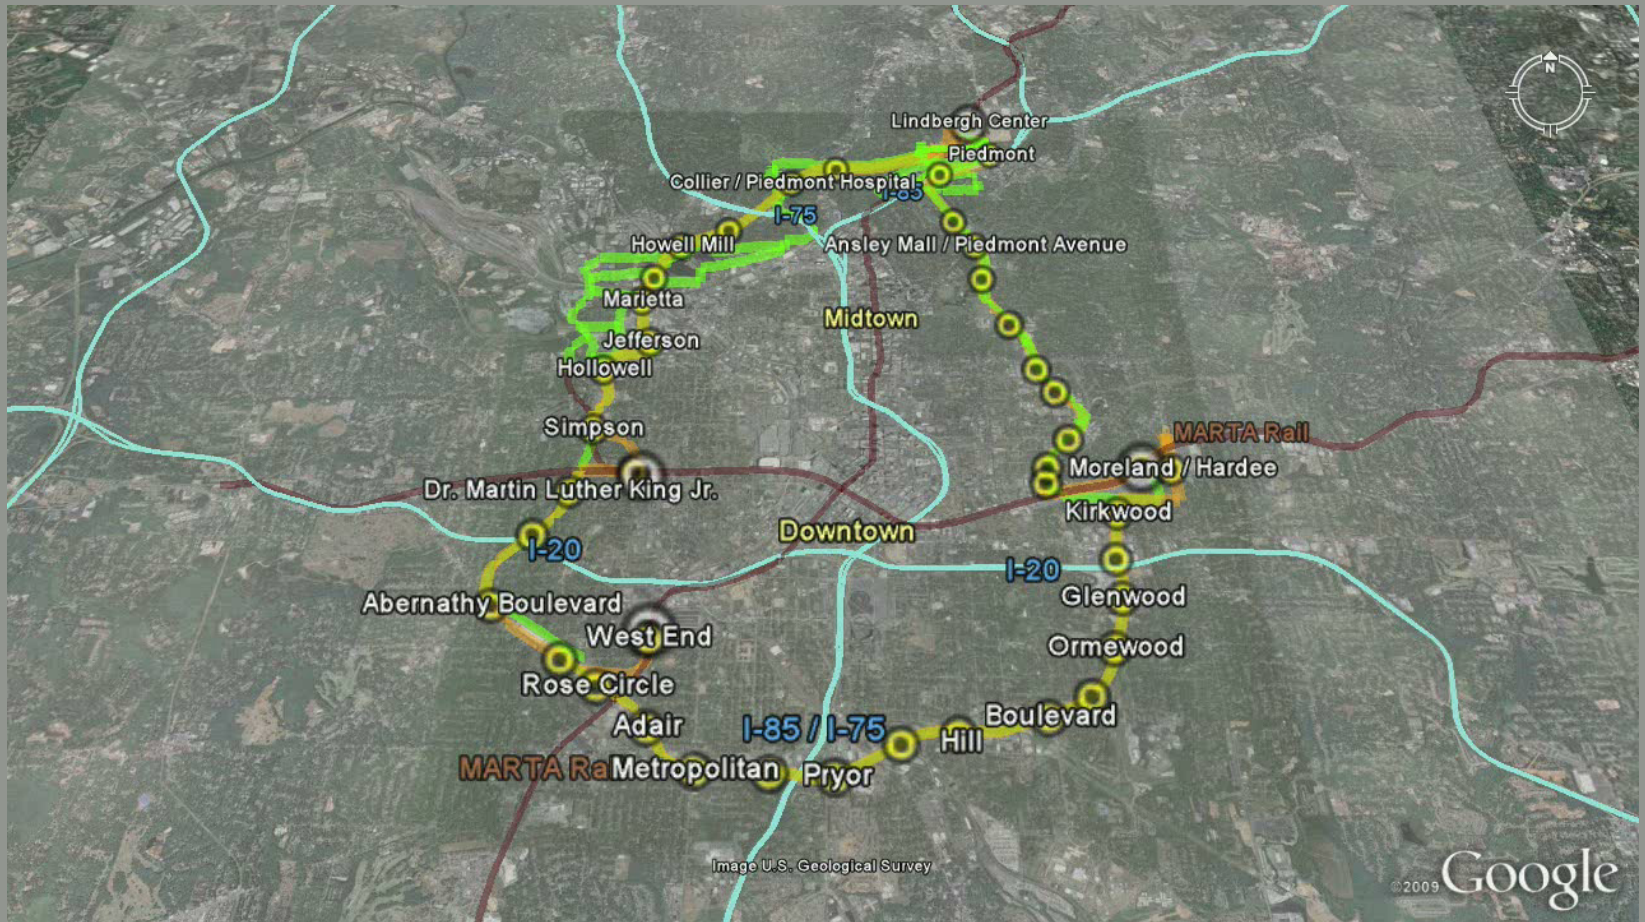 N
Lindbergh Center
Piedmont
Collier / Piedmont Hospital
I-85
I-75
Howell Mill
Ansley Mall / Piedmont Avenue
Marietta
Midtown
Jefferson
Hollowell
Simpson
MARTA Rail
Moreland / Hardee
Dr. Martin Luther King Jr.
Kirkwood
Downtown
I-20
I-20
Glenwood
Abernathy Boulevard
West End
Ormewood
Rose Circle
Boulevard
Adair
I-85 / I-75
Hill
MARTA Ra
Metropolitan
Pryor
Image U.S. Geological Survey
©2009 Google